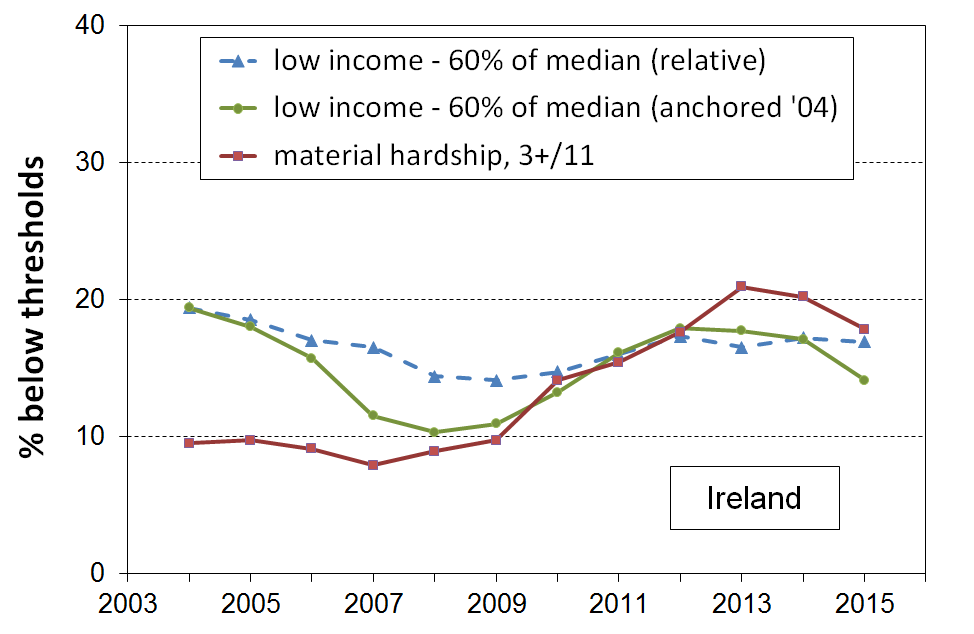 40
30
20
10
0
% below thresholds
low income - 60% of median (relative)
low income - 60% of median (anchored '04)
material hardship, 3+/11
Ireland
2003 2005 2007 2009 2011 2013 2015